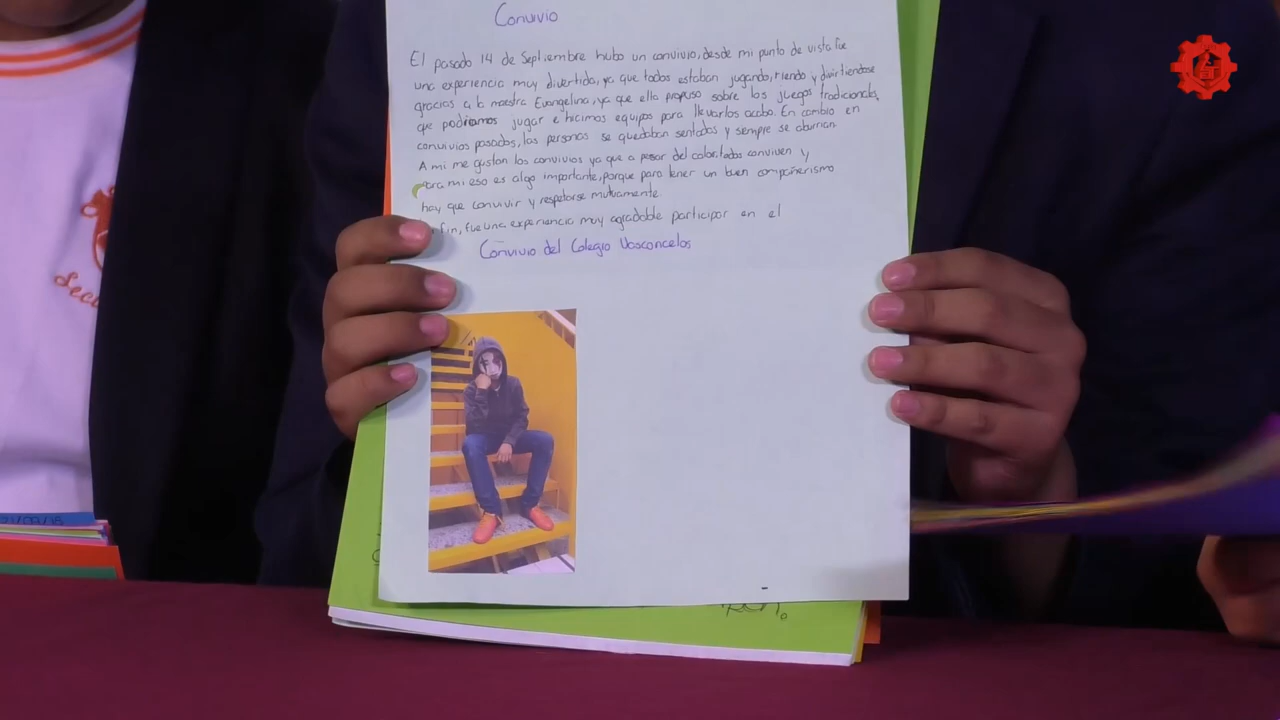 Convivio
El pasado 14 de Septiembre hubo un convivio, desde mi punto de vista fue
una experiencia muy divertida, ya que todos estaban jugando, riendo y divirtiendose
gracias a la maestra Evangelina, ya que ella propuso sobre los juegos tradicionales,
que podriamos jugar e hicimos equipos para llevarlos acabo. En cambio en
convivios pasados, las personas se quedaban sentadas y siempre se aburrian.
A mi me gustan los convivios ya que a pesar del calor, todos conviven y
para mi eso es algo importante, porque para tener un buen compañerismo
hay que convivir y respetarse mutuamente.
fin, fue una experiencia muy agradable participar en el
Convivio del Colegio Vasconcelos